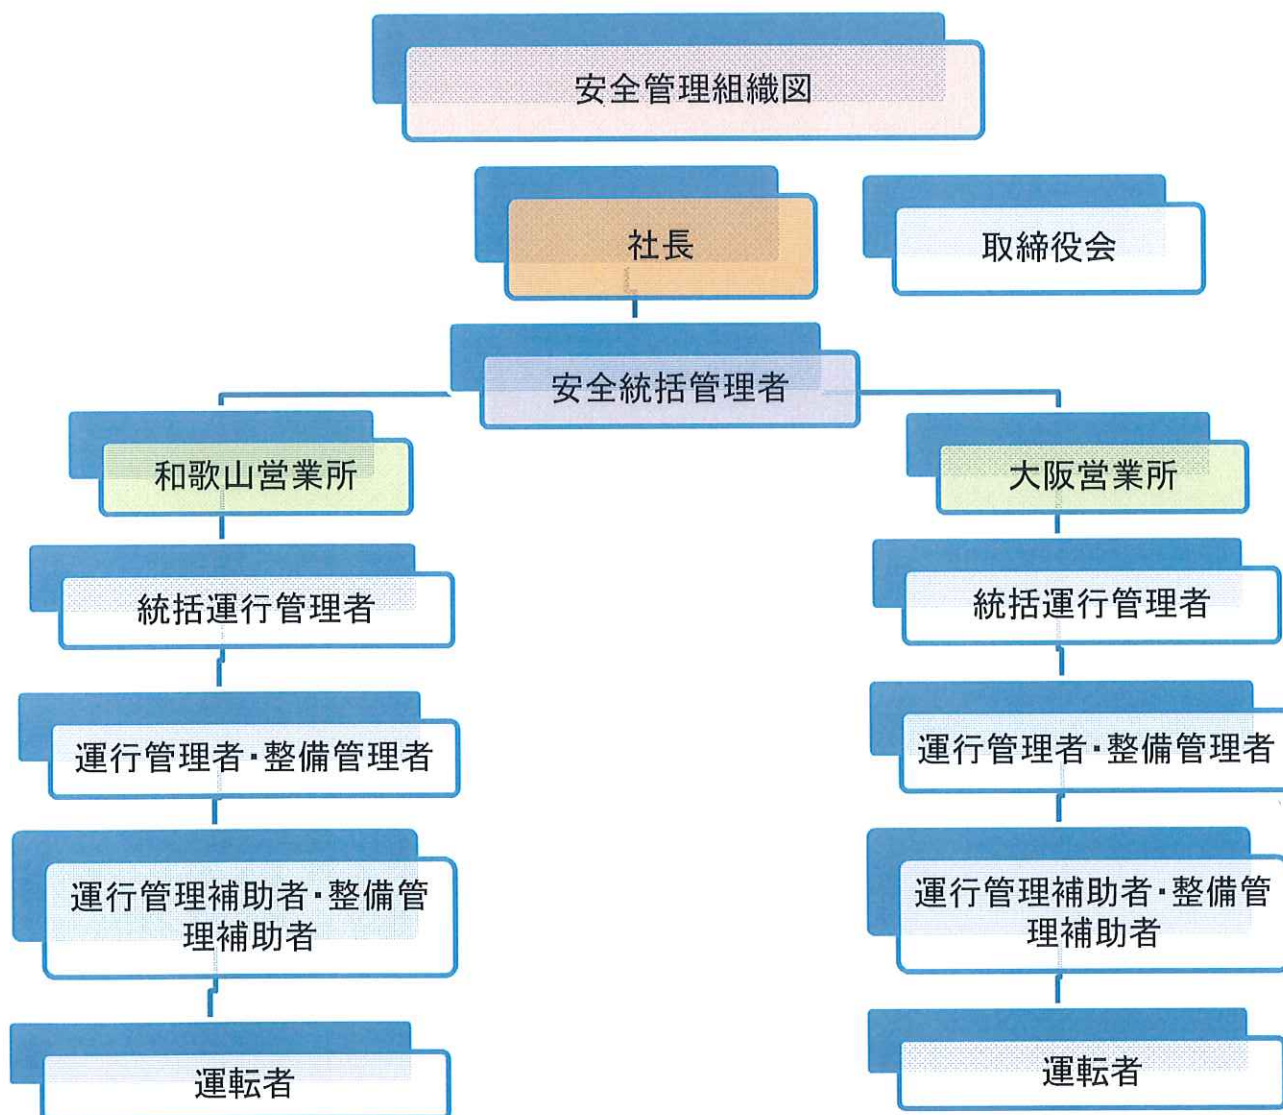 安全管理組織図
社長
取締役会
安全統括管理者
和歌山営業所
大阪営業所
統括運行管理者
統括運行管理者
運行管理者・整備管理者
運行管理者・整備管理者
運行管理補助者・整備管
理補助者
運行管理補助者・整備管
理補助者
運転者
運転者